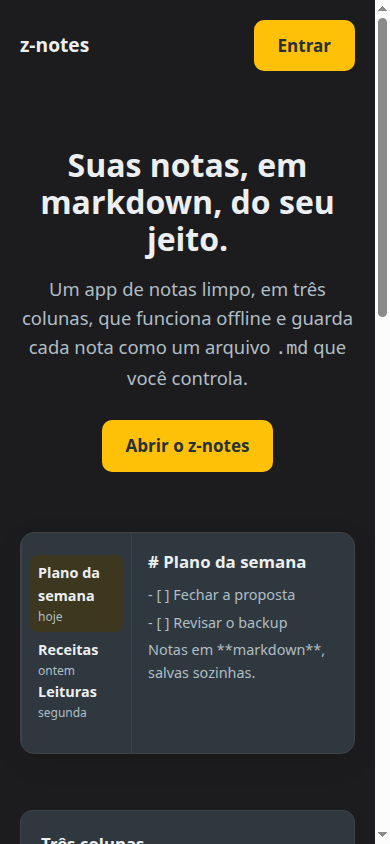 z-notes
Entrar
Suas notas, em
markdown, do seu
jeito.
Um app de notas limpo, em três
colunas, que funciona offline e guarda
cada nota como um arquivo .md que
você controla.
Abrir o z-notes
Plano da
semana
hoje
Receitas
ontem
Leituras
segunda
# Plano da semana
- [ ] Fechar a proposta
- [ ] Revisar o backup
Notas em **markdown**,
salvas sozinhas.
Três colunas